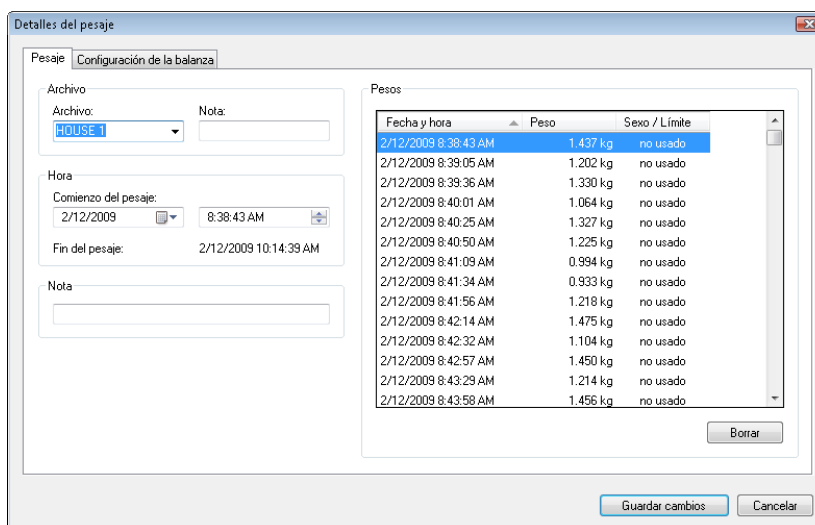 Detalles del pesaje
Pesaje Configuración de la balanza
Archivo
Archivo: Nota:
HOUSE 1
Hora
Comienzo del pesaje:
2/12/2009 8:38:43 AM
Fin del pesaje: 2/12/2009 10:14:39 AM
Nota
Pesos
Fecha y hora Peso Sexo / Límite
2/12/2009 8:38:43 AM 1.437 kg no usado
2/12/2009 8:39:05 AM 1.202 kg no usado
2/12/2009 8:39:36 AM 1.330 kg no usado
2/12/2009 8:40:01 AM 1.064 kg no usado
2/12/2009 8:40:25 AM 1.327 kg no usado
2/12/2009 8:40:50 AM 1.225 kg no usado
2/12/2009 8:41:09 AM 0.994 kg no usado
2/12/2009 8:41:34 AM 0.933 kg no usado
2/12/2009 8:41:56 AM 1.218 kg no usado
2/12/2009 8:42:14 AM 1.475 kg no usado
2/12/2009 8:42:32 AM 1.104 kg no usado
2/12/2009 8:42:57 AM 1.450 kg no usado
2/12/2009 8:43:29 AM 1.214 kg no usado
2/12/2009 8:43:58 AM 1.456 kg no usado
Borrar
Guardar cambios Cancelar